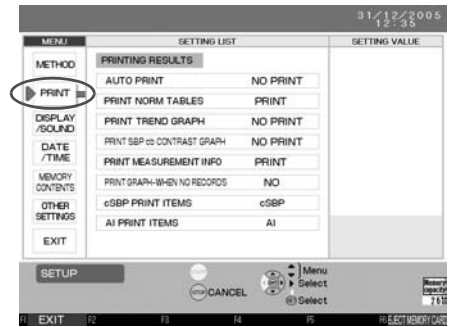 31/12/2005
12:35
MENU
SETTING LIST
SETTING VALUE
METHOD
PRINT
DISPLAY
/SOUND
DATE
/TIME
MEMORY
CONTENTS
OTHER
SETTINGS
EXIT
PRINTING RESULTS
AUTO PRINT NO PRINT
PRINT NORM TABLES PRINT
PRINT TREND GRAPH NO PRINT
PRINT SBP cb CONTRAST GRAPH NO PRINT
PRINT MEASUREMENT INFO PRINT
PRINT GRAPH-WHEN NO RECORDS NO
cSBP PRINT ITEMS cSBP
AI PRINT ITEMS AI
SETUP
CANCEL
Menu
Select
Select
Memory
capacity
F1 EXIT F2 F3 F4 F5 F6 EJECT MEMORY CARD